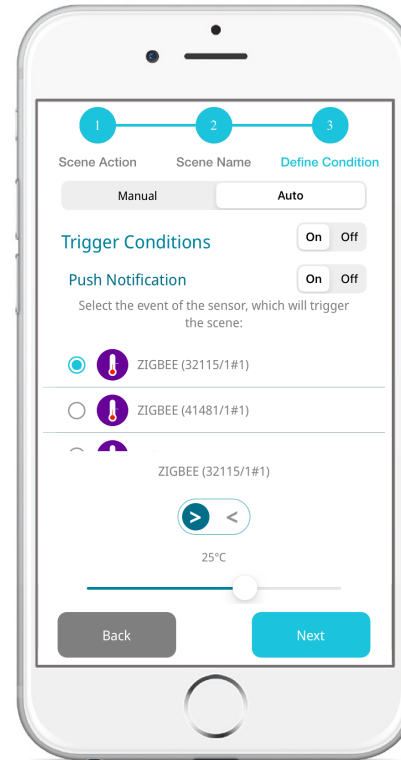 1 2 3
Scene Action Scene Name Define Condition
Manual Auto
Trigger Conditions On Off
Push Notification On Off
Select the event of the sensor, which will trigger
the scene:
ZIGBEE (32115/1#1)
ZIGBEE (41481/1#1)
ZIGBEE (32115/1#1)
> <
25°C
Back Next